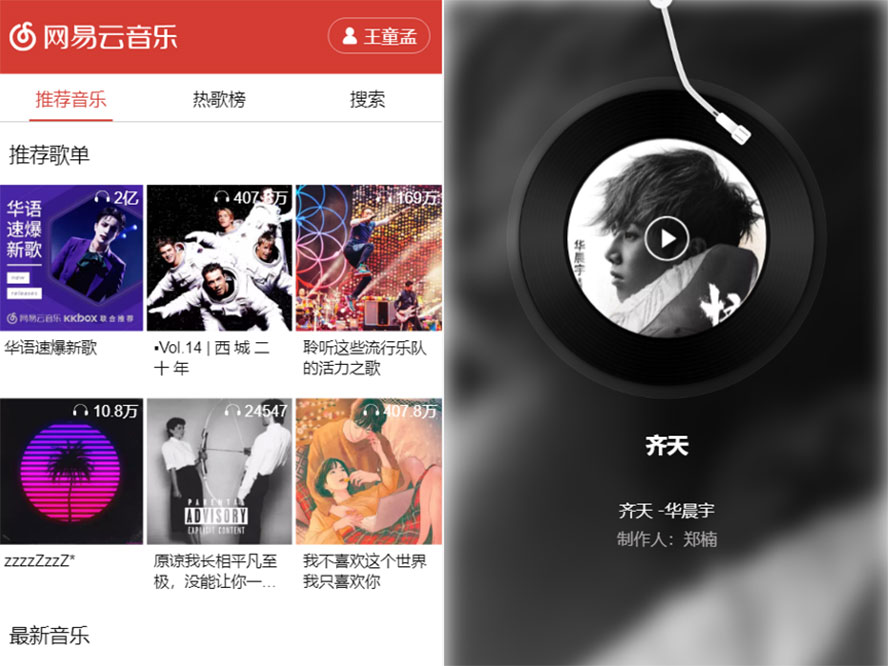 网易云音乐
王童孟
推荐音乐
热歌榜
搜索
推荐歌单
2亿
华语
速爆
新歌
new
releases
网易云音乐 KKBOX 联合推荐
华语速爆新歌
▪Vol.14 | 西 城 二
十 年
169万
聆听这些流行乐队
的活力之歌
10.8万
zzzzZzzZ*
24547
PARENTAL
ADVISORY
EXPLICIT CONTENT
原谅我长相平凡至
极，没能让你一…
407.8万
我不喜欢这个世界
我只喜欢你
最新音乐
华晨宇
齐天
齐天 -华晨宇
制作人：郑楠